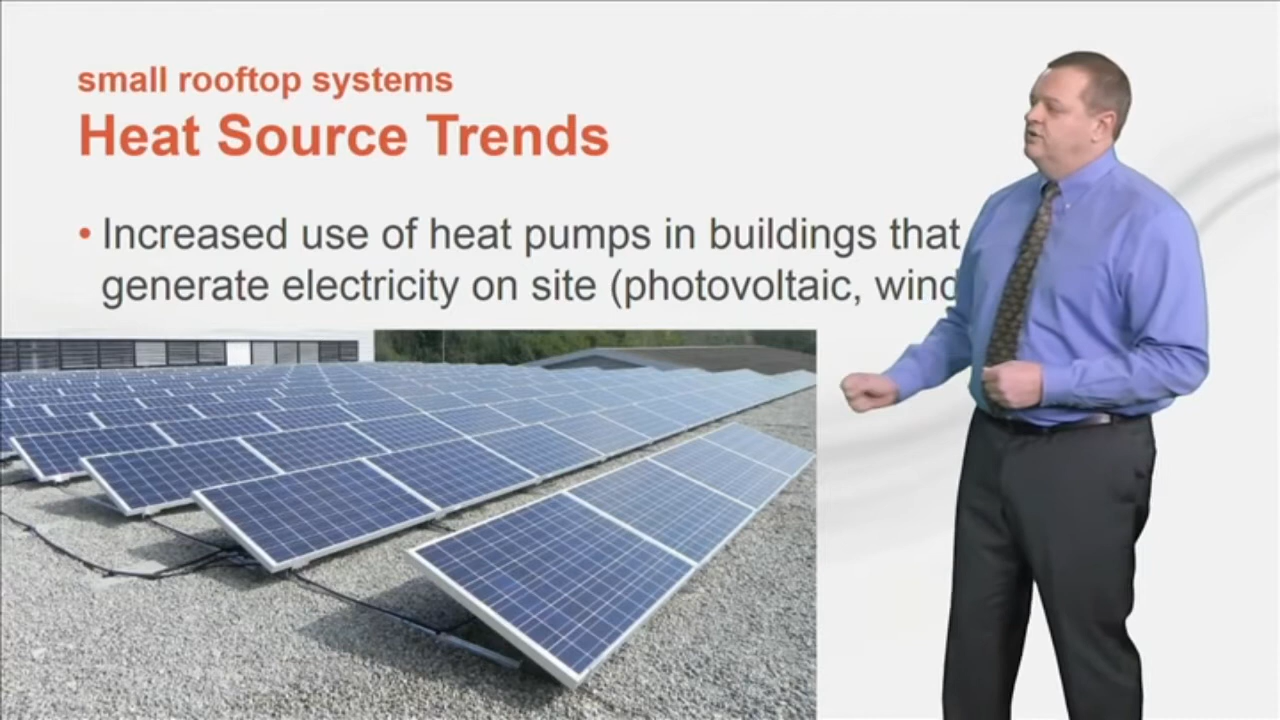 small rooftop systems
Heat Source Trends
• Increased use of heat pumps in buildings that
generate electricity on site (photovoltaic, wind